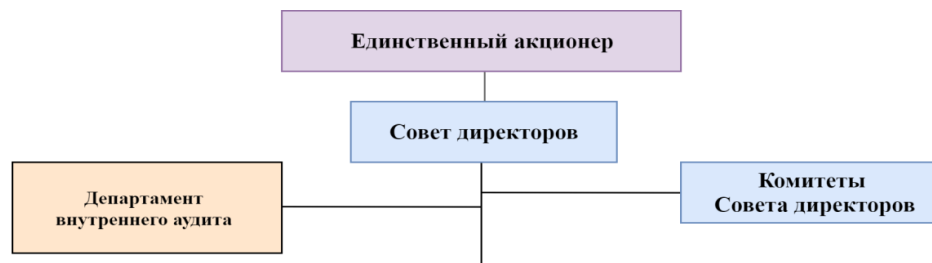 Единственный акционер
Совет директоров
Департамент
внутреннего аудита
Комитеты
Совета директоров